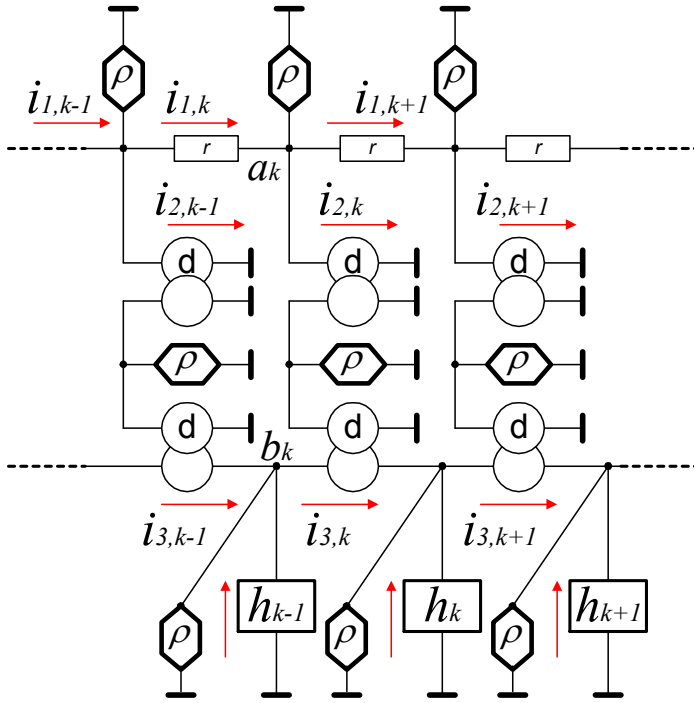 ρ ρ ρ
i1,k-1 i1,k i1,k+1
r r r
ak
i2,k-1 i2,k i2,k+1
d d d
ρ ρ ρ
d d d
bk
i3,k-1 i3,k i3,k+1
hk-1 hk hk+1
ρ ρ ρ